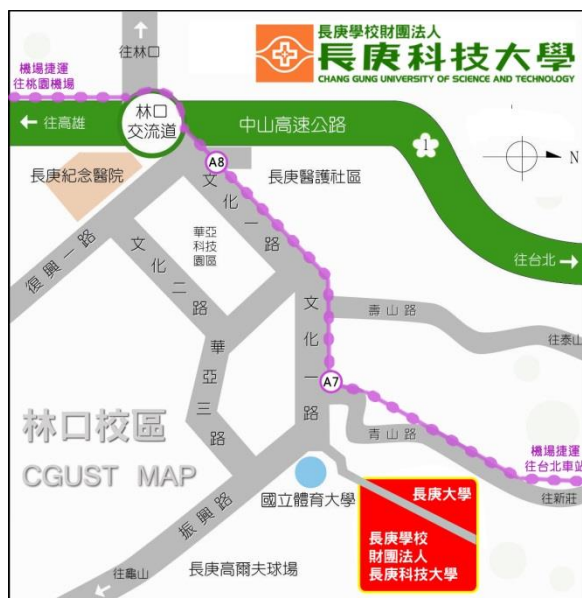 長庚學校財團法人
長庚科技大學
CHANG GUNG UNIVERSITY OF SCIENCE AND TECHNOLOGY
往林口
機場捷運
往桃園機場
林口
交流道
往高雄
中山高速公路
1
N
A8
長庚紀念醫院
長庚醫護社區
文化一路
華亞
科技
園區
復興一路
文化二路
往台北
文化一路
壽山路
往泰山
華亞三路
A7
林口校區
CGUST MAP
青山路
機場捷運
往台北車站
往新莊
國立體育大學
長庚大學
振興路
長庚學校
財團法人
長庚科技大學
長庚高爾夫球場
往龜山